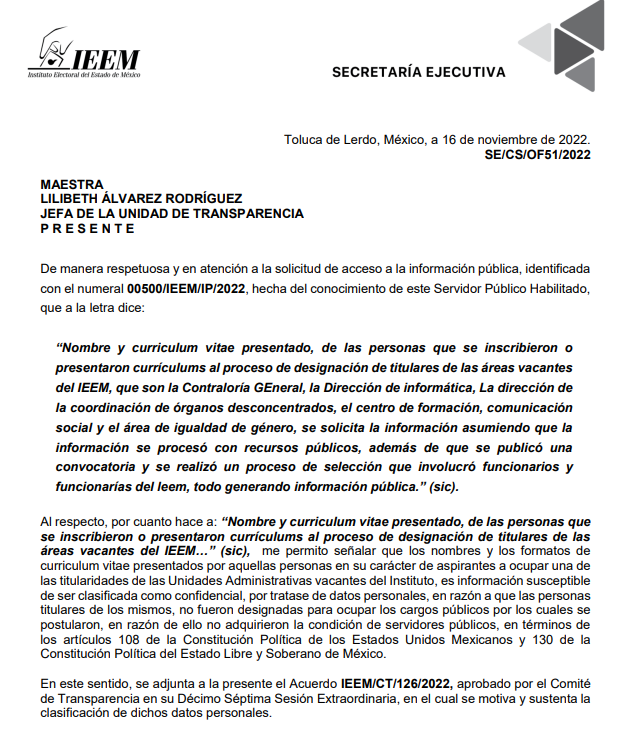 IEEM
Instituto Electoral del Estado de México
SECRETARÍA EJECUTIVA
Toluca de Lerdo, México, a 16 de noviembre de 2022.
SE/CS/OF51/2022
MAESTRA
LILIBETH ÁLVAREZ RODRÍGUEZ
JEFA DE LA UNIDAD DE TRANSPARENCIA
P R E S E N T E
De manera respetuosa y en atención a la solicitud de acceso a la información pública, identificada
con el numeral 00500/IEEM/IP/2022, hecha del conocimiento de este Servidor Público Habilitado,
que a la letra dice:
“Nombre y curriculum vitae presentado, de las personas que se inscribieron o
presentaron currículums al proceso de designación de titulares de las áreas vacantes
del IEEM, que son la Contraloría GEneral, la Dirección de informática, La dirección de
la coordinación de órganos desconcentrados, el centro de formación, comunicación
social y el área de igualdad de género, se solicita la información asumiendo que la
información se procesó con recursos públicos, además de que se publicó una
convocatoria y se realizó un proceso de selección que involucró funcionarios y
funcionarías del Ieem, todo generando información pública.” (sic).
Al respecto, por cuanto hace a: “Nombre y curriculum vitae presentado, de las personas que
se inscribieron o presentaron currículums al proceso de designación de titulares de las
áreas vacantes del IEEM…” (sic), me permito señalar que los nombres y los formatos de
curriculum vitae presentados por aquellas personas en su carácter de aspirantes a ocupar una de
las titularidades de las Unidades Administrativas vacantes del Instituto, es información susceptible
de ser clasificada como confidencial, por tratase de datos personales, en razón a que las personas
titulares de los mismos, no fueron designadas para ocupar los cargos públicos por los cuales se
postularon, en razón de ello no adquirieron la condición de servidores públicos, en términos de
los artículos 108 de la Constitución Política de los Estados Unidos Mexicanos y 130 de la
Constitución Política del Estado Libre y Soberano de México.
En este sentido, se adjunta a la presente el Acuerdo IEEM/CT/126/2022, aprobado por el Comité
de Transparencia en su Décimo Séptima Sesión Extraordinaria, en el cual se motiva y sustenta la
clasificación de dichos datos personales.